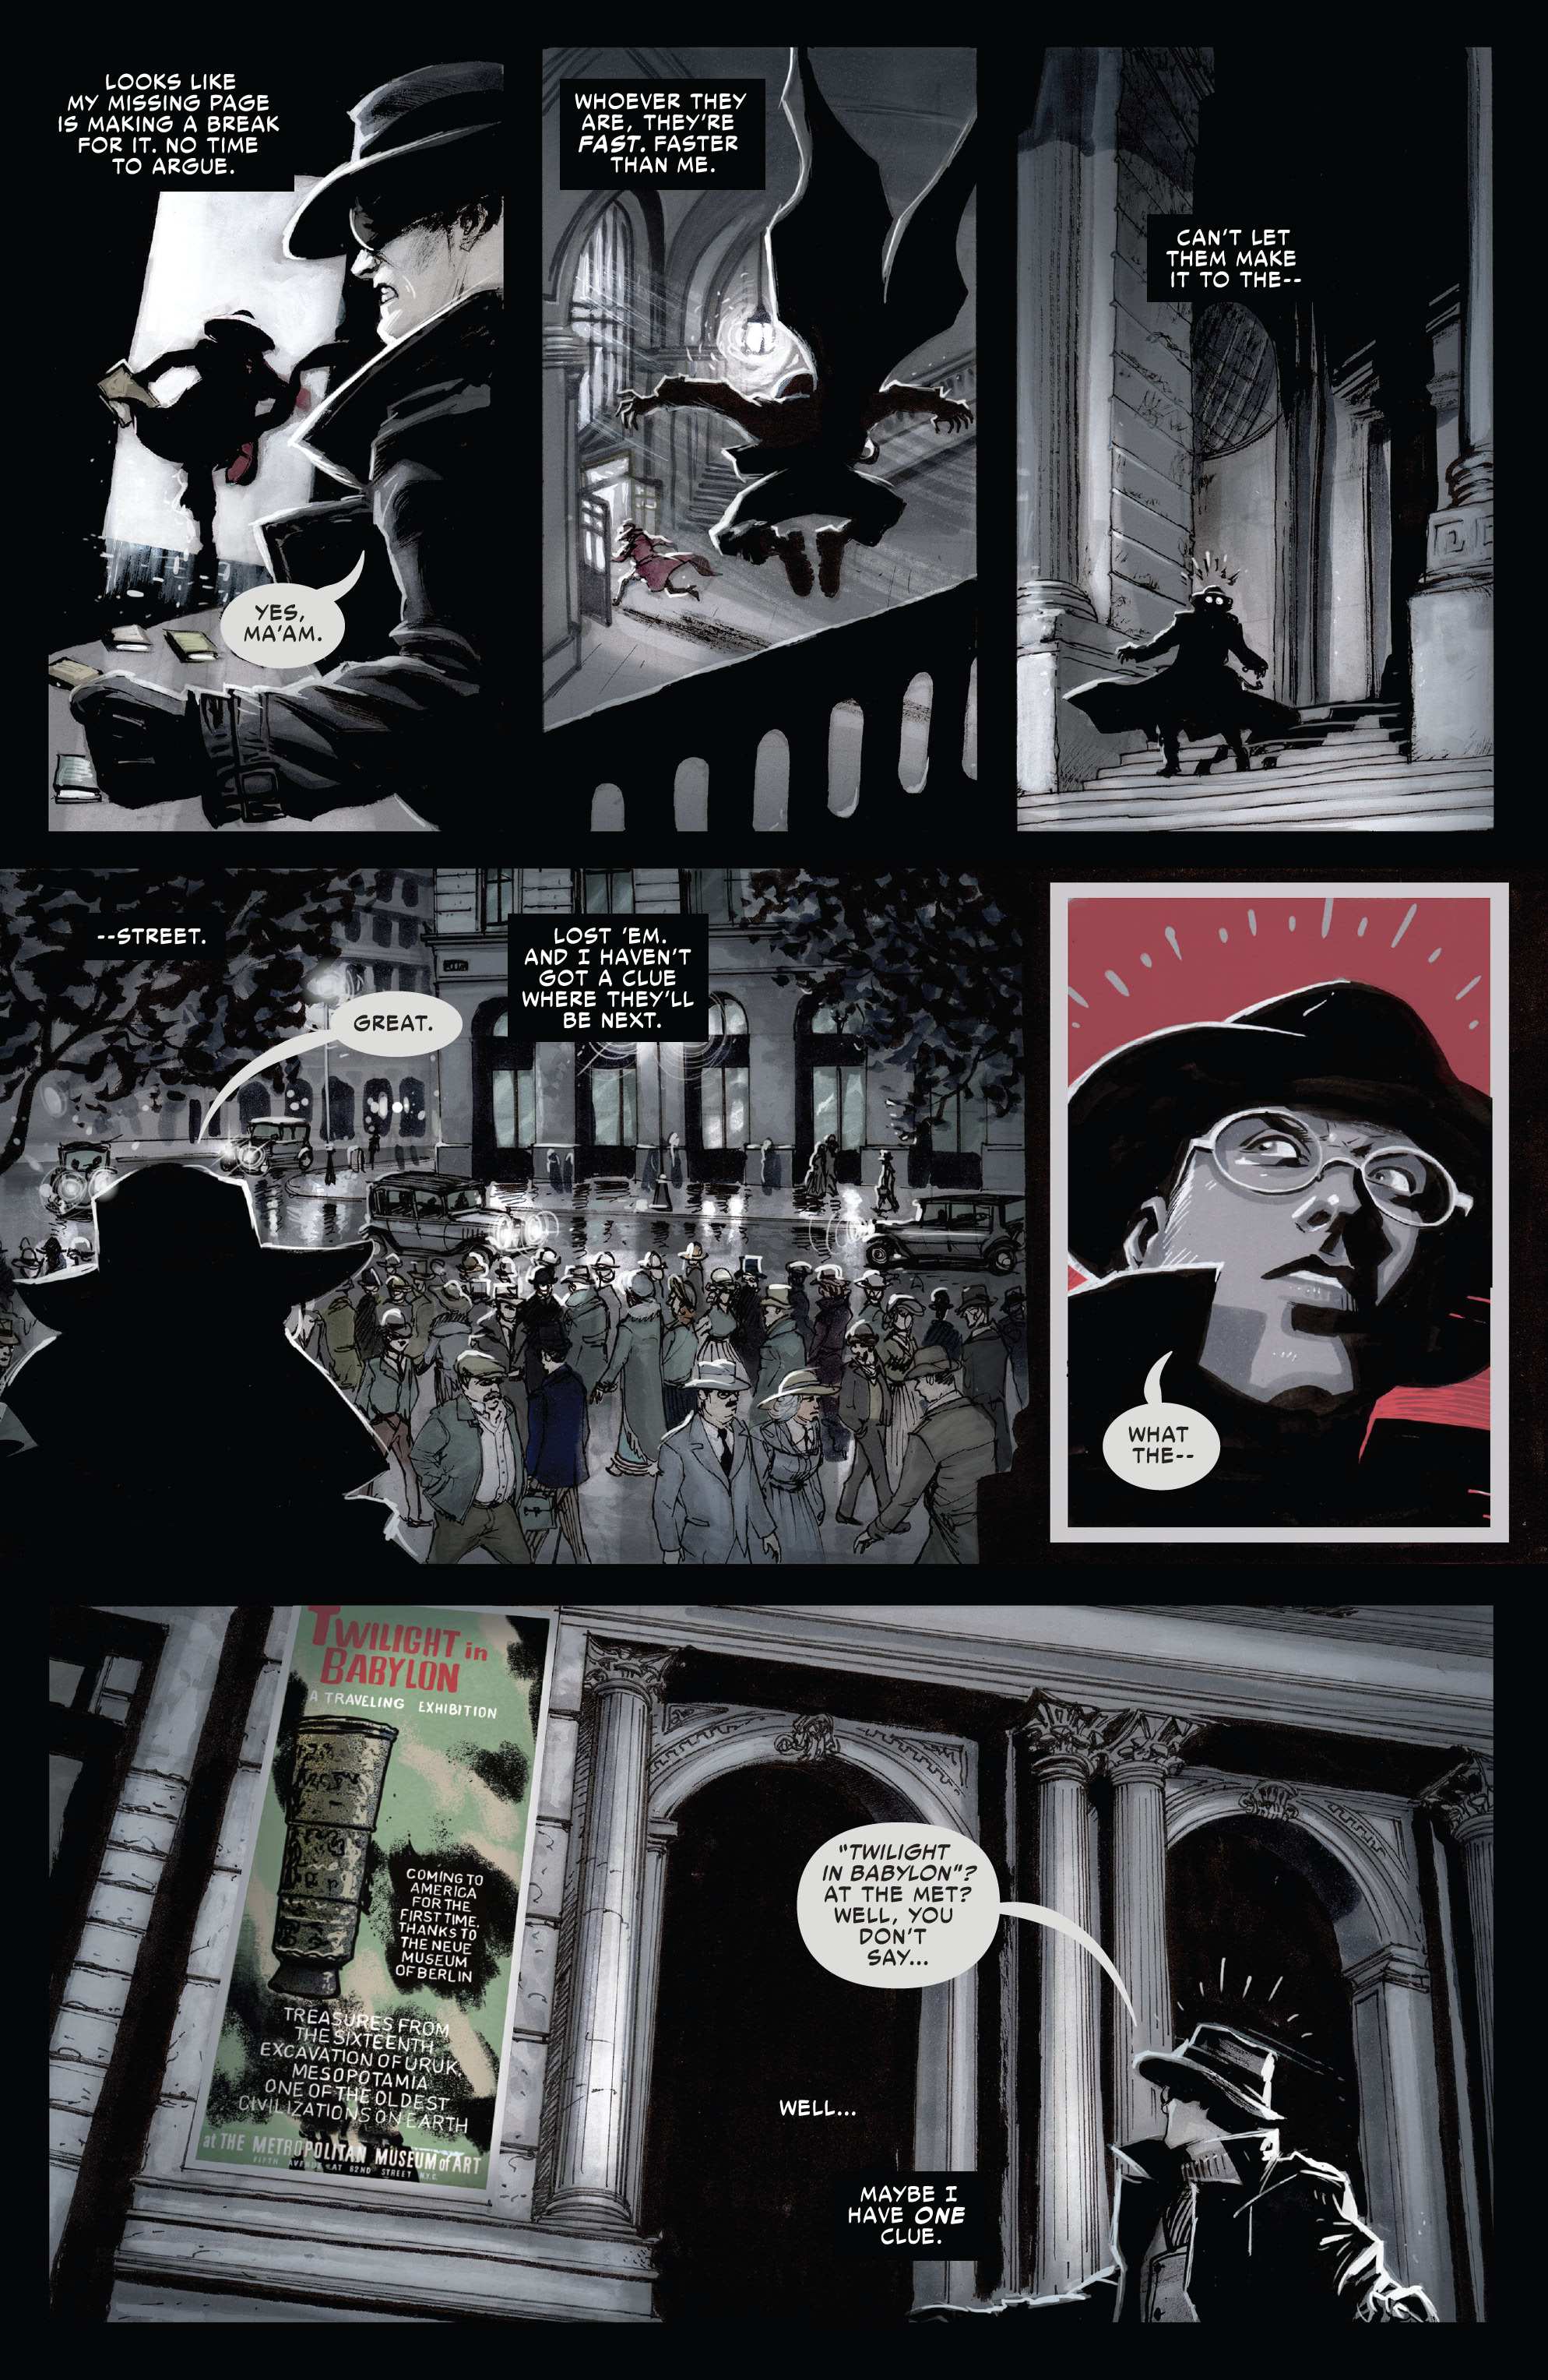 LOOKS LIKE
MY MISSING PAGE
IS MAKING A BREAK
FOR IT. NO TIME
TO ARGUE.
YES,
MA'AM.
WHOEVER THEY
ARE, THEY'RE
FAST. FASTER
THAN ME.
CAN'T LET
THEM MAKE
IT TO THE--
--STREET.
GREAT.
LOST 'EM.
AND I HAVEN'T
GOT A CLUE
WHERE THEY'LL
BE NEXT.
WHAT
THE--
TWILIGHT in
BABYLON
A TRAVELING EXHIBITION
COMING TO
AMERICA
FOR THE
FIRST TIME.
THANKS TO
THE NEUE
MUSEUM
OF BERLIN
TREASURES FROM
THE SIXTEENTH
EXCAVATION OF URUK,
MESOPOTAMIA
ONE OF THE OLDEST
CIVILIZATIONS ON EARTH
at THE METROPOLITAN MUSEUM of ART
FIFTH AVENUE AT 82ND STREET N.Y.C.
"TWILIGHT
IN BABYLON"?
AT THE MET?
WELL, YOU
DON'T
SAY...
WELL...
MAYBE I
HAVE ONE
CLUE.